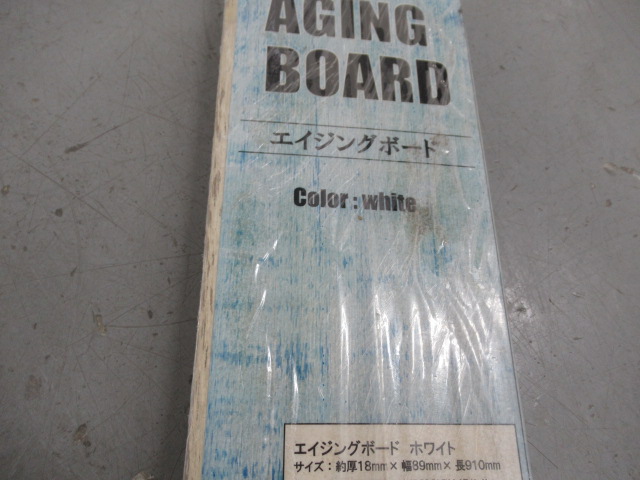 AGING
BOARD
エイジングボード
Color : white
エイジングボード ホワイト
サイズ：約厚18mm×幅89mm×長910mm